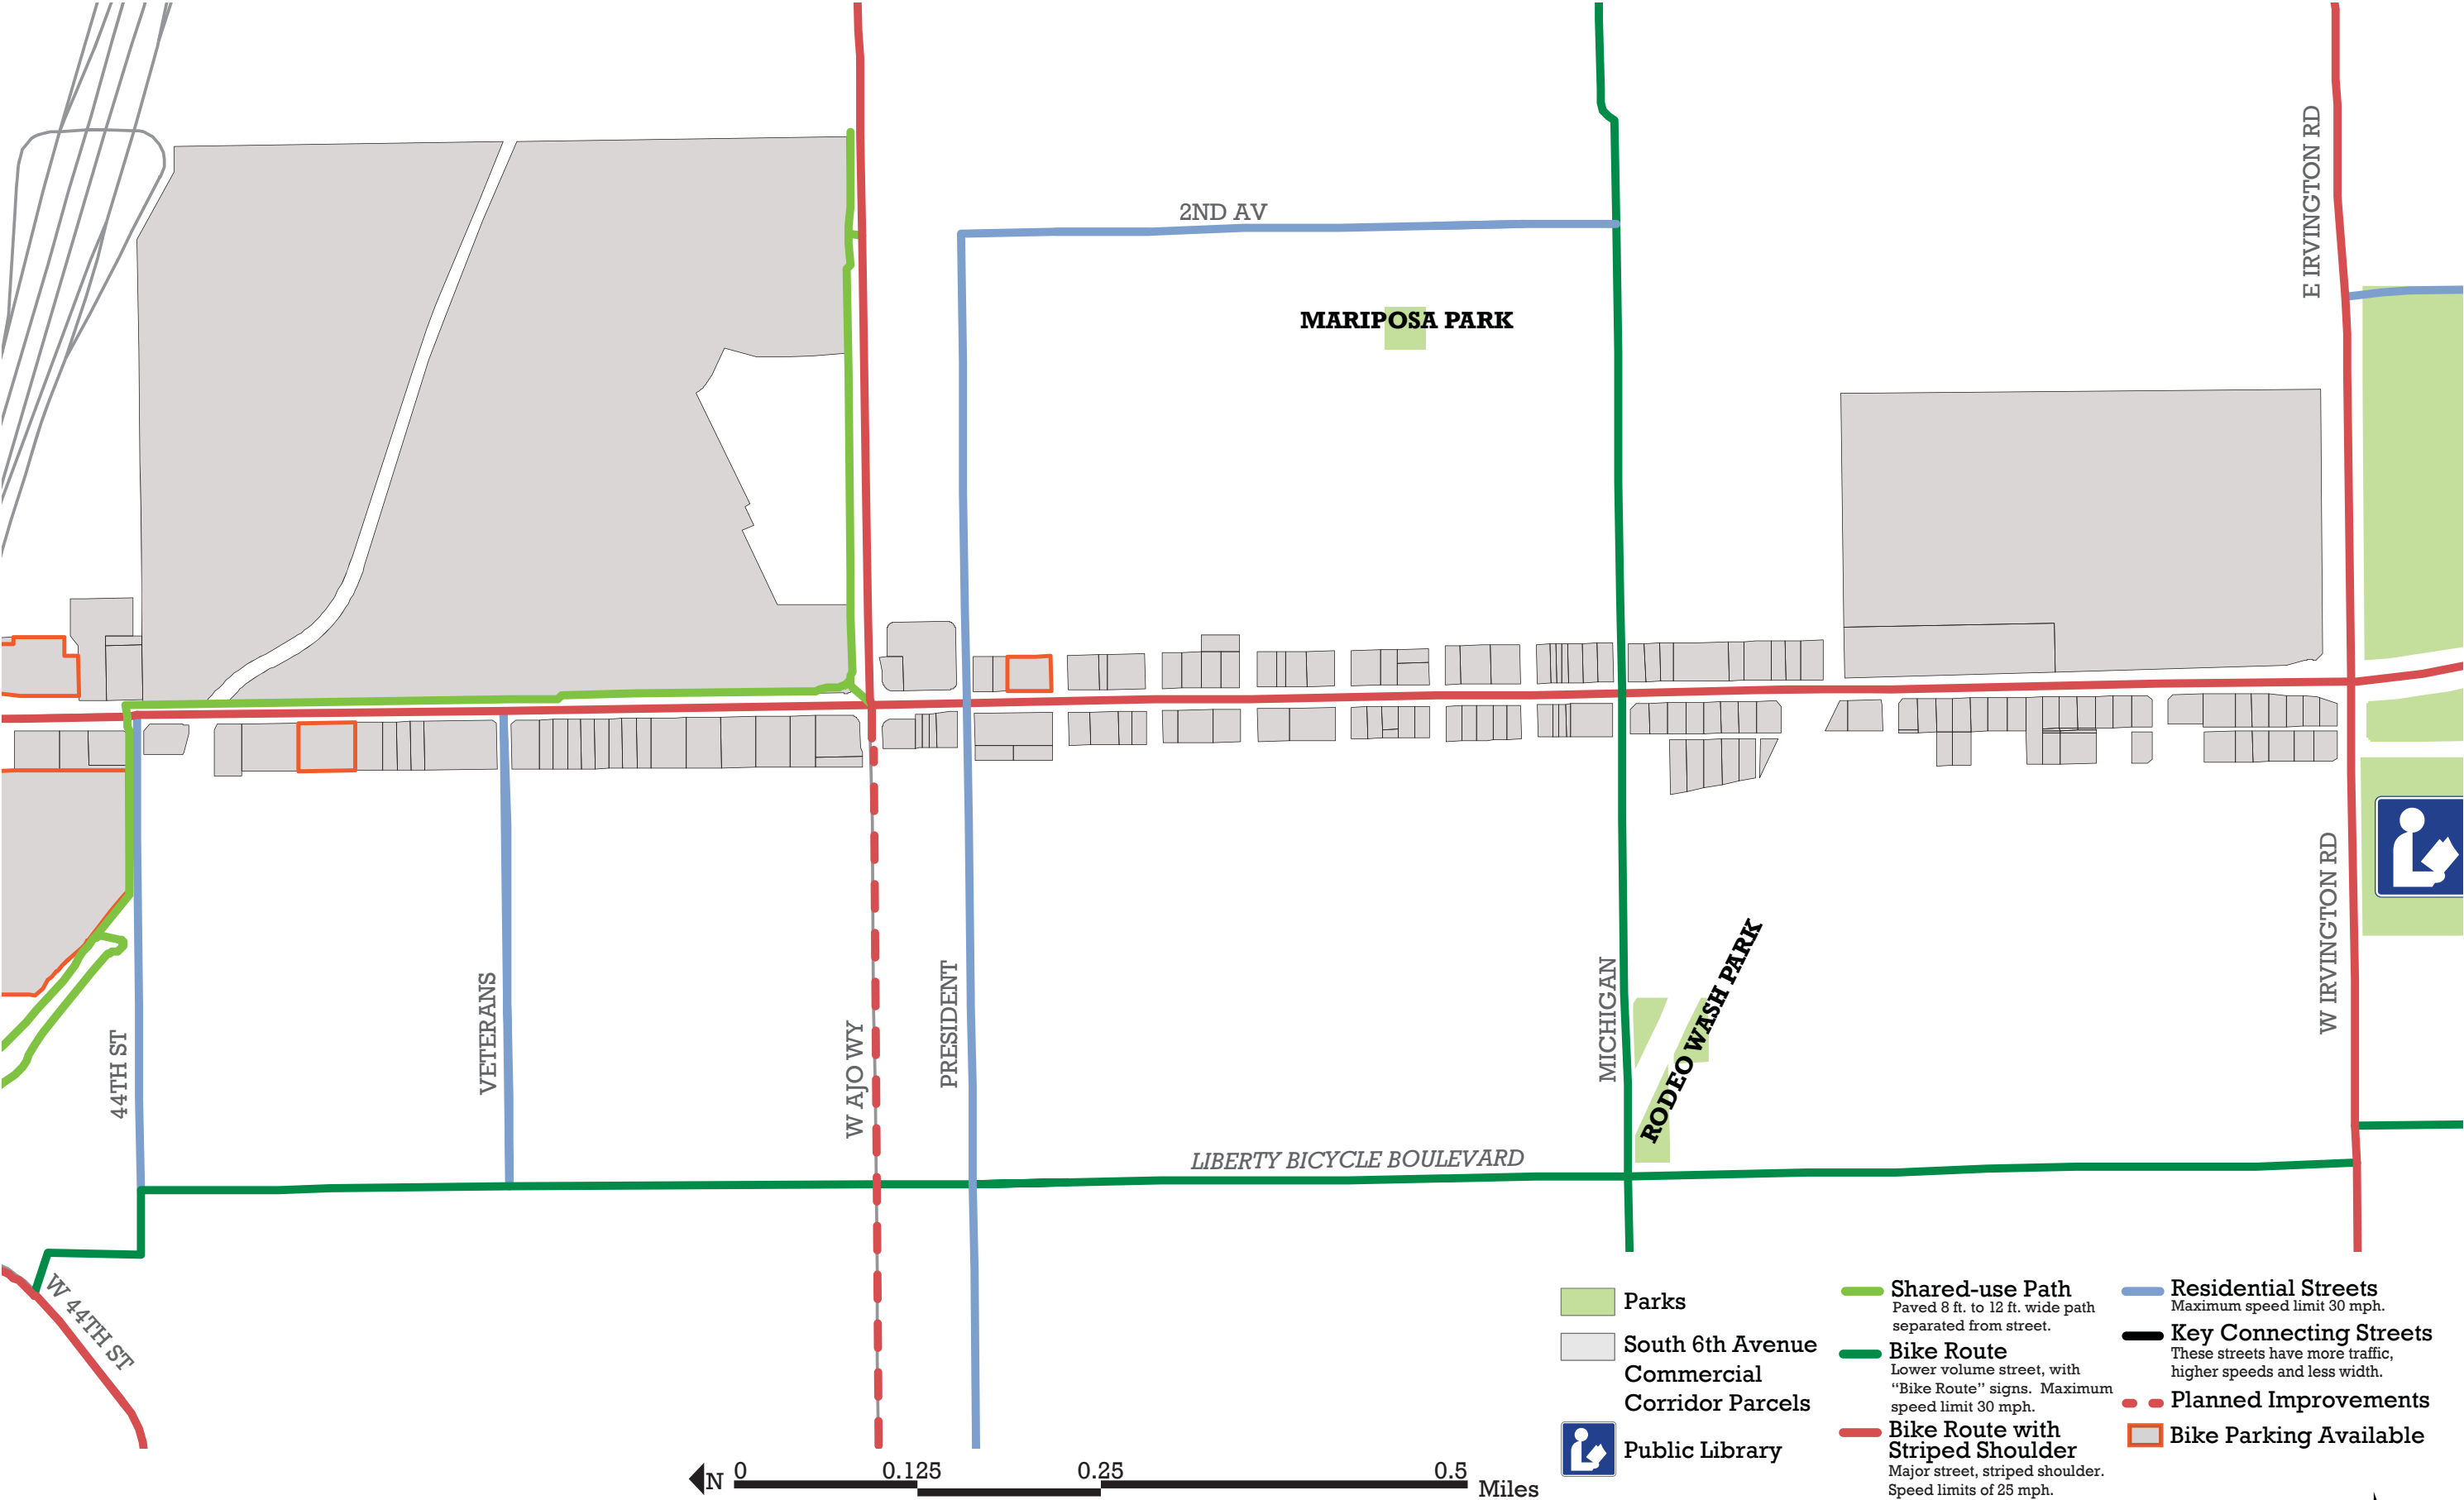 E IRVINGTON RD
2ND AV
MARIPOSA PARK
W IRVINGTON RD
RODEO WASH PARK
MICHIGAN
PRESIDENT
VETERANS
W AJO WY
44TH ST
LIBERTY BICYCLE BOULEVARD
W 44TH ST
Parks
South 6th Avenue
Commercial
Corridor Parcels
Public Library
Shared-use Path
Paved 8 ft. to 12 ft. wide path
separated from street.
Bike Route
Lower volume street, with
“Bike Route” signs. Maximum
speed limit 30 mph.
Bike Route with
Striped Shoulder
Major street, striped shoulder.
Speed limits of 25 mph.
Residential Streets
Maximum speed limit 30 mph.
Key Connecting Streets
These streets have more traffic,
higher speeds and less width.
Planned Improvements
Bike Parking Available
N 0 0.125 0.25 0.5
Miles